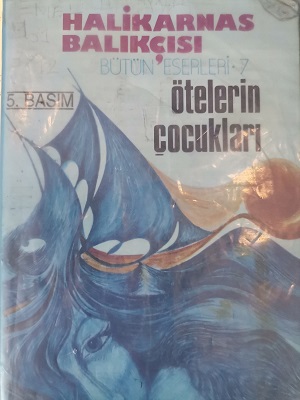 HALİKARNAS
BALIKÇISI
BÜTÜN ESERLERİ·7
5. BASIM
ötelerin
çocukları